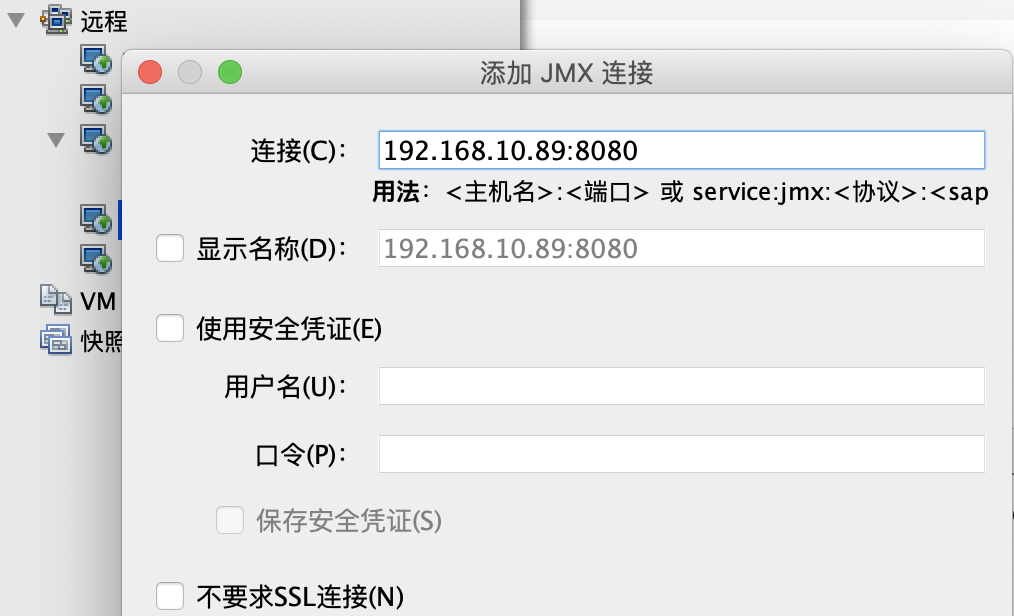 远程
添加 JMX 连接
连接(C)： 192.168.10.89:8080
用法：<主机名>:<端口> 或 service:jmx:<协议>:<sap
显示名称(D)： 192.168.10.89:8080
VM
使用安全凭证(E)
快照
用户名(U)：
口令(P)：
保存安全凭证(S)
不要求SSL连接(N)